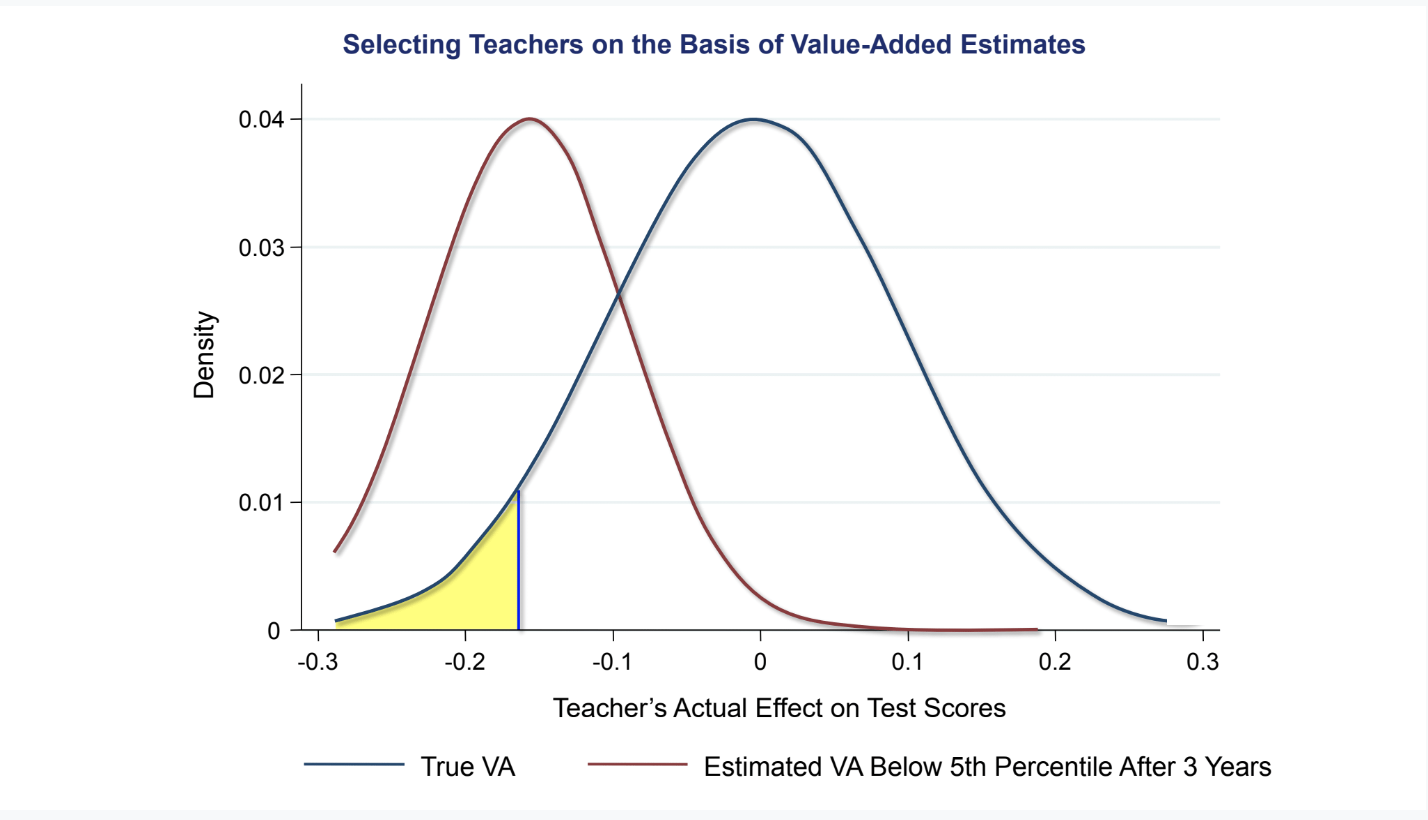 Selecting Teachers on the Basis of Value-Added Estimates
0.04
0.03
0.02
0.01
0
Density
-0.3 -0.2 -0.1 0 0.1 0.2 0.3
Teacher’s Actual Effect on Test Scores
True VA Estimated VA Below 5th Percentile After 3 Years